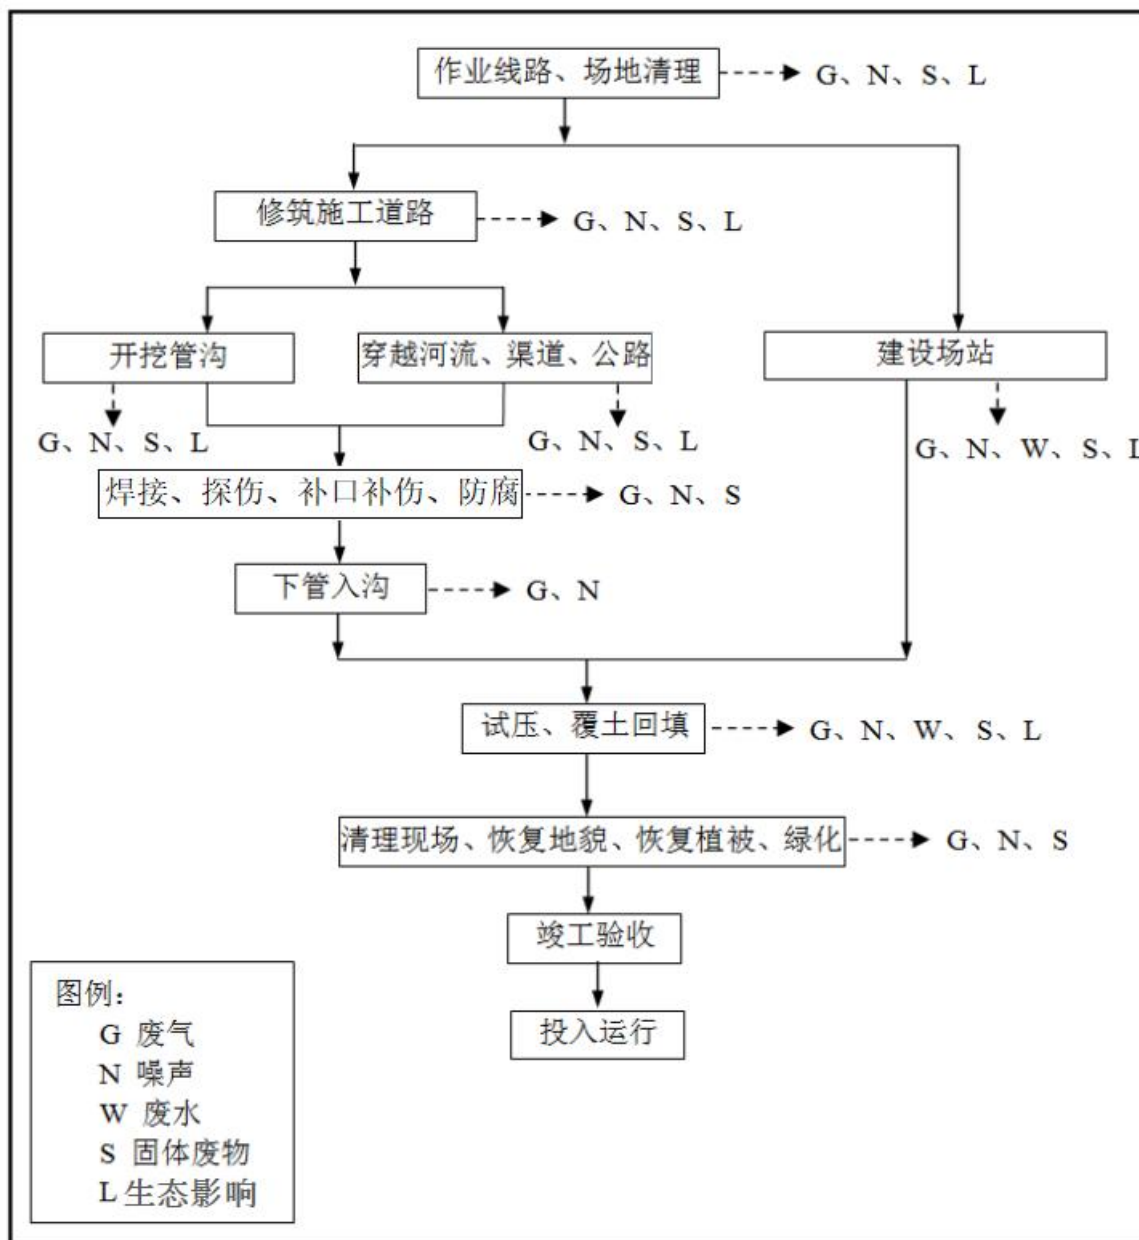 作业线路、场地清理
G、N、S、L
修筑施工道路
G、N、S、L
开挖管沟
穿越河流、渠道、公路
建设场站
G、N、S、L
G、N、S、L
G、N、W、S、L
焊接、探伤、补口补伤、防腐
G、N、S
下管入沟
G、N
试压、覆土回填
G、N、W、S、L
清理现场、恢复地貌、恢复植被、绿化
G、N、S
竣工验收
投入运行
图例：
G 废气
N 噪声
W 废水
S 固体废物
L 生态影响